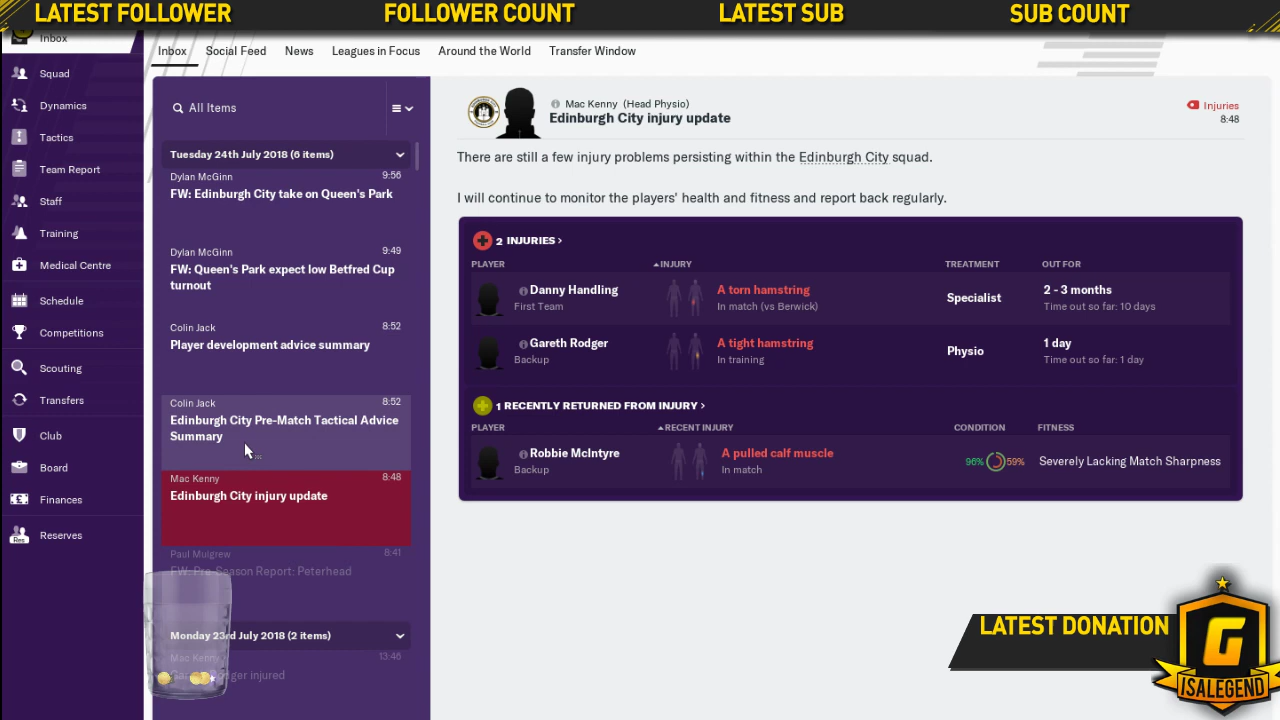 LATEST FOLLOWER
FOLLOWER COUNT
LATEST SUB
SUB COUNT
Inbox
Squad
Dynamics
Tactics
Team Report
Staff
Training
Medical Centre
Schedule
Competitions
Scouting
Transfers
Club
Board
Finances
Res
Reserves
Inbox Social Feed News Leagues in Focus Around the World Transfer Window
All Items
Tuesday 24th July 2018 (6 items)
Dylan McGinn 9:56
FW: Edinburgh City take on Queen's Park
Dylan McGinn 9:49
FW: Queen's Park expect low Betfred Cup
turnout
Colin Jack 8:52
Player development advice summary
Colin Jack 8:52
Edinburgh City Pre-Match Tactical Advice
Summary
Mac Kenny 8:48
Edinburgh City injury update
Paul Mulgrew 8:41
FW: Pre-Season Report: Peterhead
Monday 23rd July 2018 (2 items)
Mac Kenny 13:46
Gareth Rodger injured
Mac Kenny (Head Physio)
Edinburgh City injury update
Injuries
8:48
There are still a few injury problems persisting within the Edinburgh City squad.
I will continue to monitor the players' health and fitness and report back regularly.
2 INJURIES >
PLAYER INJURY TREATMENT OUT FOR
Danny Handling A torn hamstring Specialist 2 - 3 months
First Team In match (vs Berwick) Time out so far: 10 days
Gareth Rodger A tight hamstring Physio 1 day
Backup In training Time out so far: 1 day
1 RECENTLY RETURNED FROM INJURY >
PLAYER RECENT INJURY CONDITION FITNESS
Robbie McIntyre A pulled calf muscle 96% 59% Severely Lacking Match Sharpness
Backup In match
LATEST DONATION
G
ISALEGEND